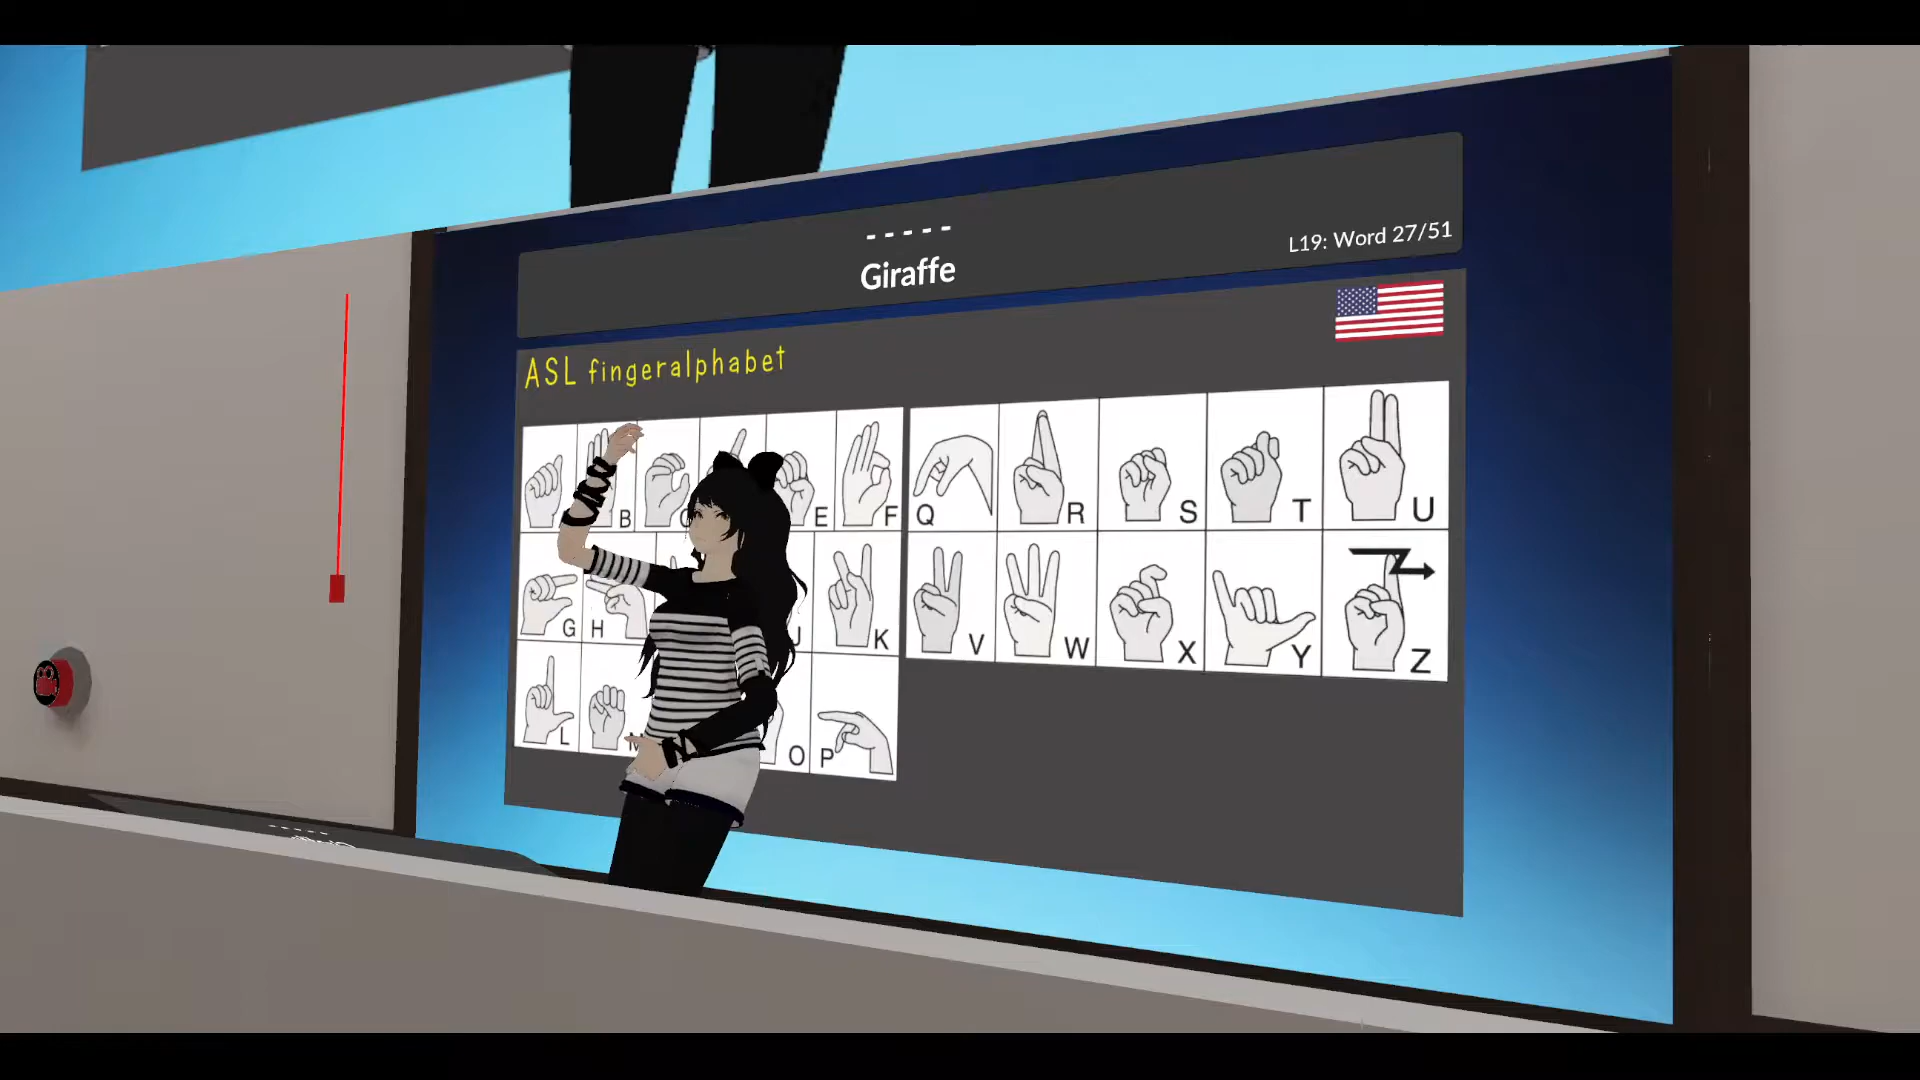 - - - - -
Giraffe
L19: Word 27/51
ASL fingeralphabet
B
E
F
G
H
J
K
L
M
O
P
Q
R
S
T
U
V
W
X
Y
Z